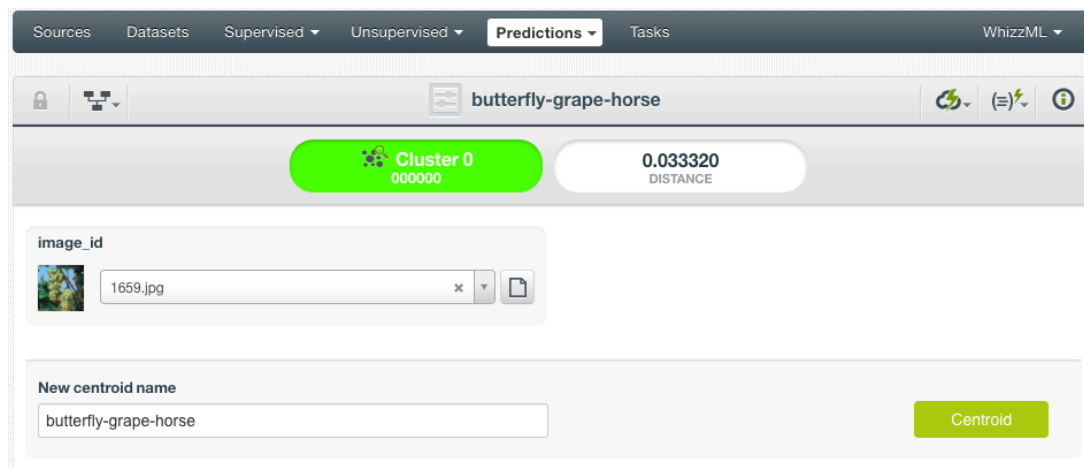 Sources Datasets Supervised Unsupervised Predictions Tasks WhizzML
butterfly-grape-horse
Cluster 0
000000
0.033320
DISTANCE
image_id
1659.jpg
New centroid name
butterfly-grape-horse
Centroid